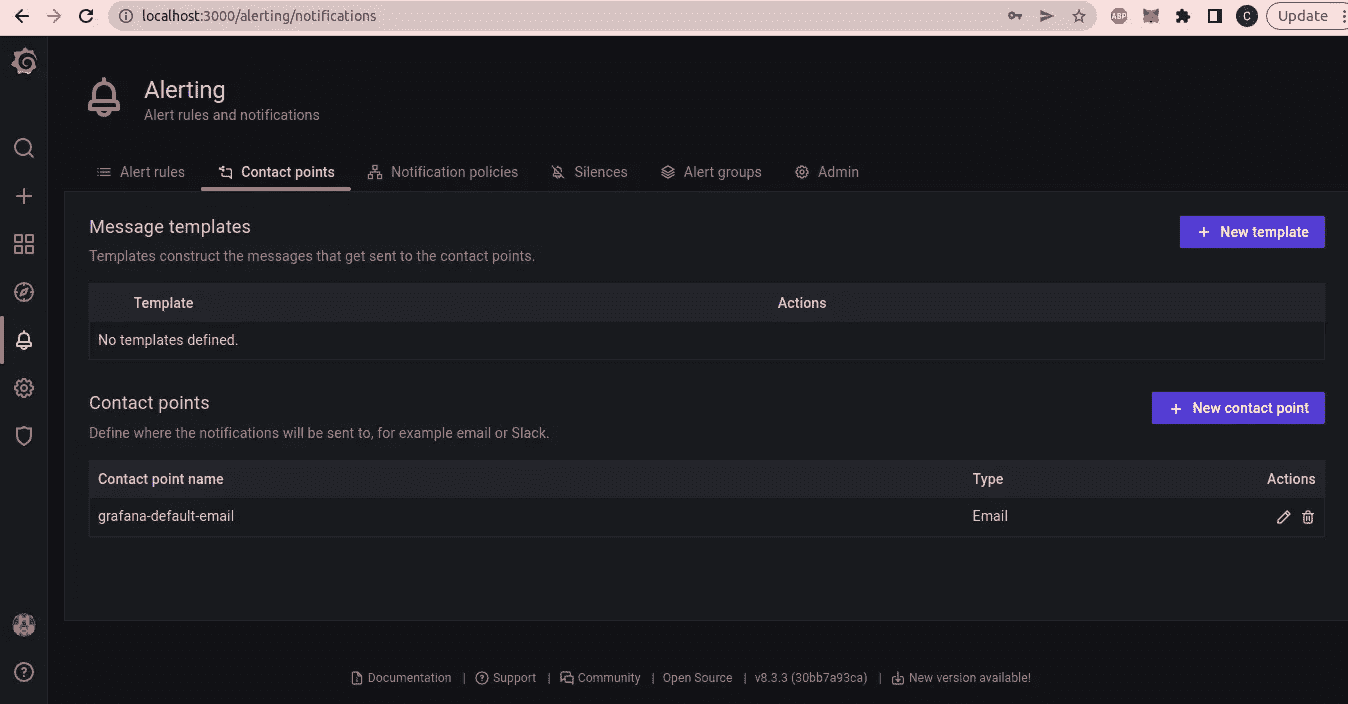 localhost:3000/alerting/notifications
ABP
C
Update
Alerting
Alert rules and notifications
Alert rules
Contact points
Notification policies
Silences
Alert groups
Admin
Message templates
+ New template
Templates construct the messages that get sent to the contact points.
Template Actions
No templates defined.
Contact points
+ New contact point
Define where the notifications will be sent to, for example email or Slack.
Contact point name Type Actions
grafana-default-email Email
Documentation | Support | Community | Open Source | v8.3.3 (30bb7a93ca) | New version available!